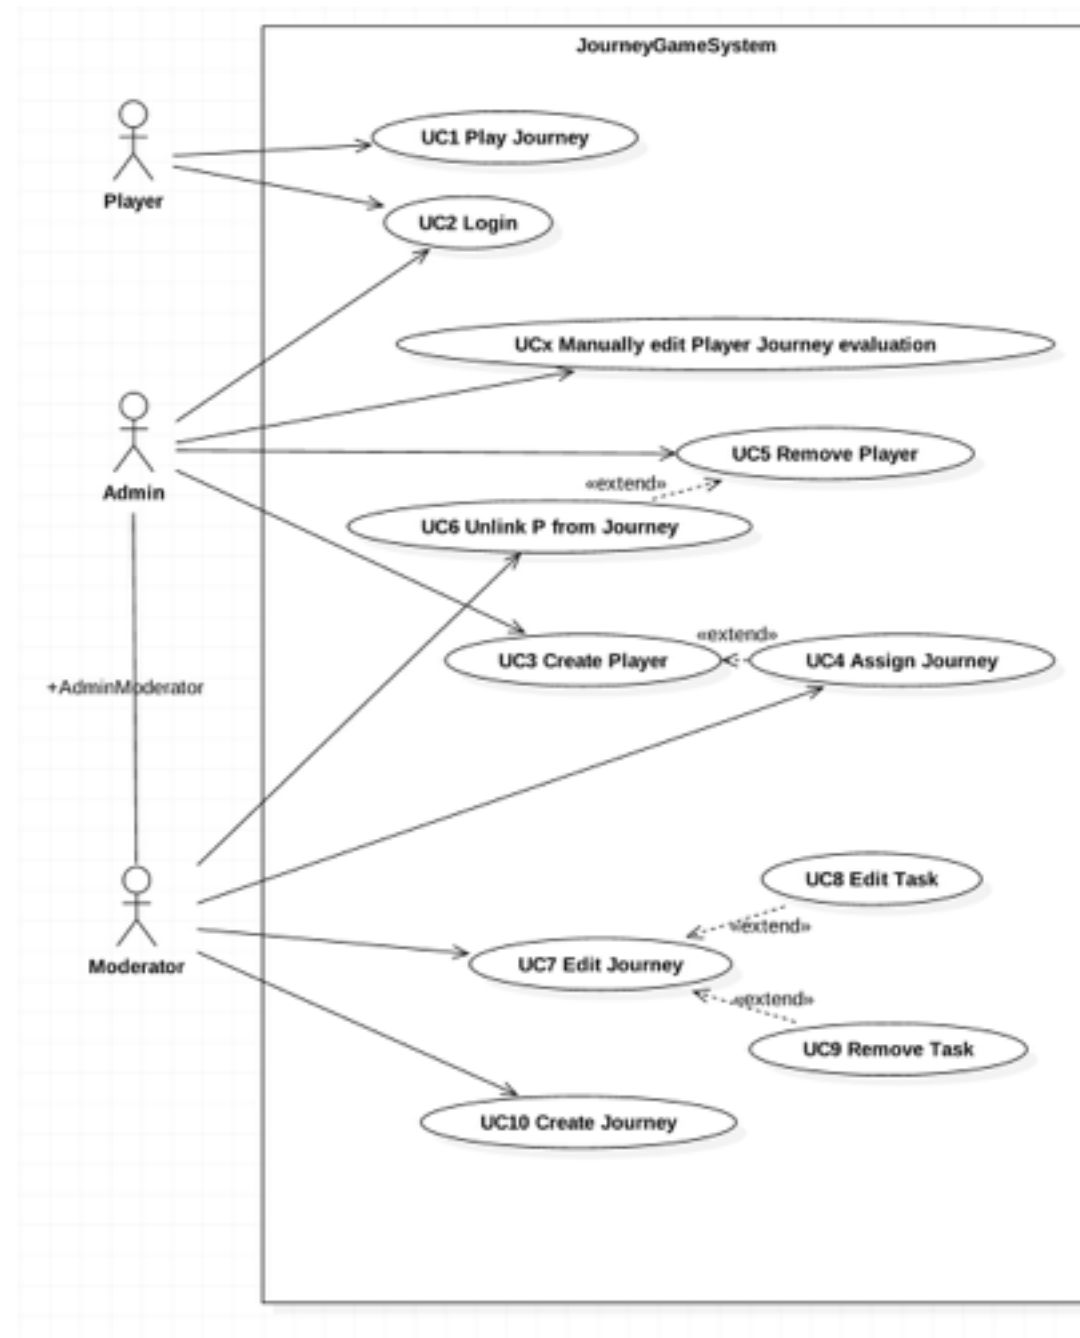 JourneyGameSystem
UC1 Play Journey
Player
UC2 Login
UCx Manually edit Player Journey evaluation
UC5 Remove Player
«extend»
Admin
UC6 Unlink P from Journey
«extend»
UC3 Create Player
UC4 Assign Journey
+AdminModerator
UC8 Edit Task
«extend»
Moderator
UC7 Edit Journey
«extend»
UC9 Remove Task
UC10 Create Journey